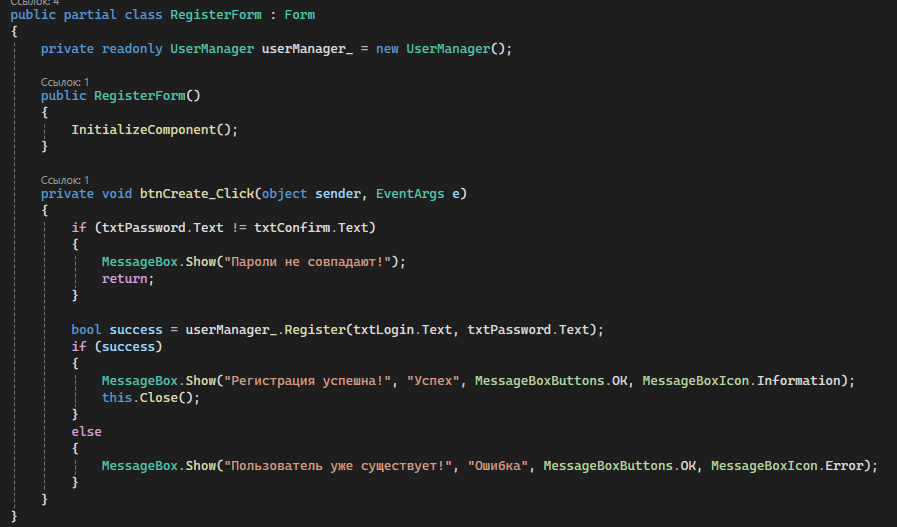 Ссылок: 4
public partial class RegisterForm : Form
{
    private readonly UserManager userManager_ = new UserManager();

    Ссылок: 1
    public RegisterForm()
    {
        InitializeComponent();
    }

    Ссылок: 1
    private void btnCreate_Click(object sender, EventArgs e)
    {
        if (txtPassword.Text != txtConfirm.Text)
        {
            MessageBox.Show("Пароли не совпадают!");
            return;
        }

        bool success = userManager_.Register(txtLogin.Text, txtPassword.Text);
        if (success)
        {
            MessageBox.Show("Регистрация успешна!", "Успех", MessageBoxButtons.OK, MessageBoxIcon.Information);
            this.Close();
        }
        else
        {
            MessageBox.Show("Пользователь уже существует!", "Ошибка", MessageBoxButtons.OK, MessageBoxIcon.Error);
        }
    }
}